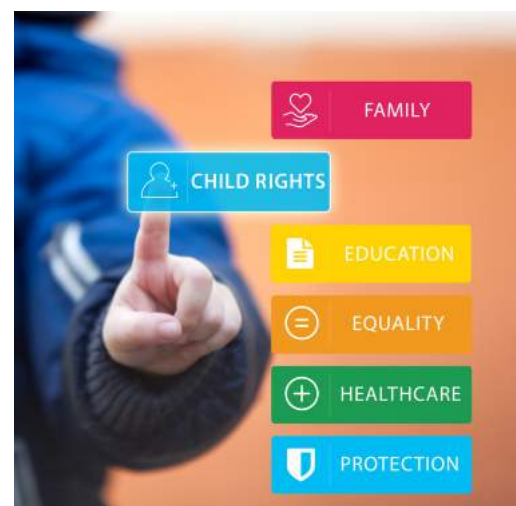 FAMILY
CHILD RIGHTS
EDUCATION
EQUALITY
HEALTHCARE
PROTECTION